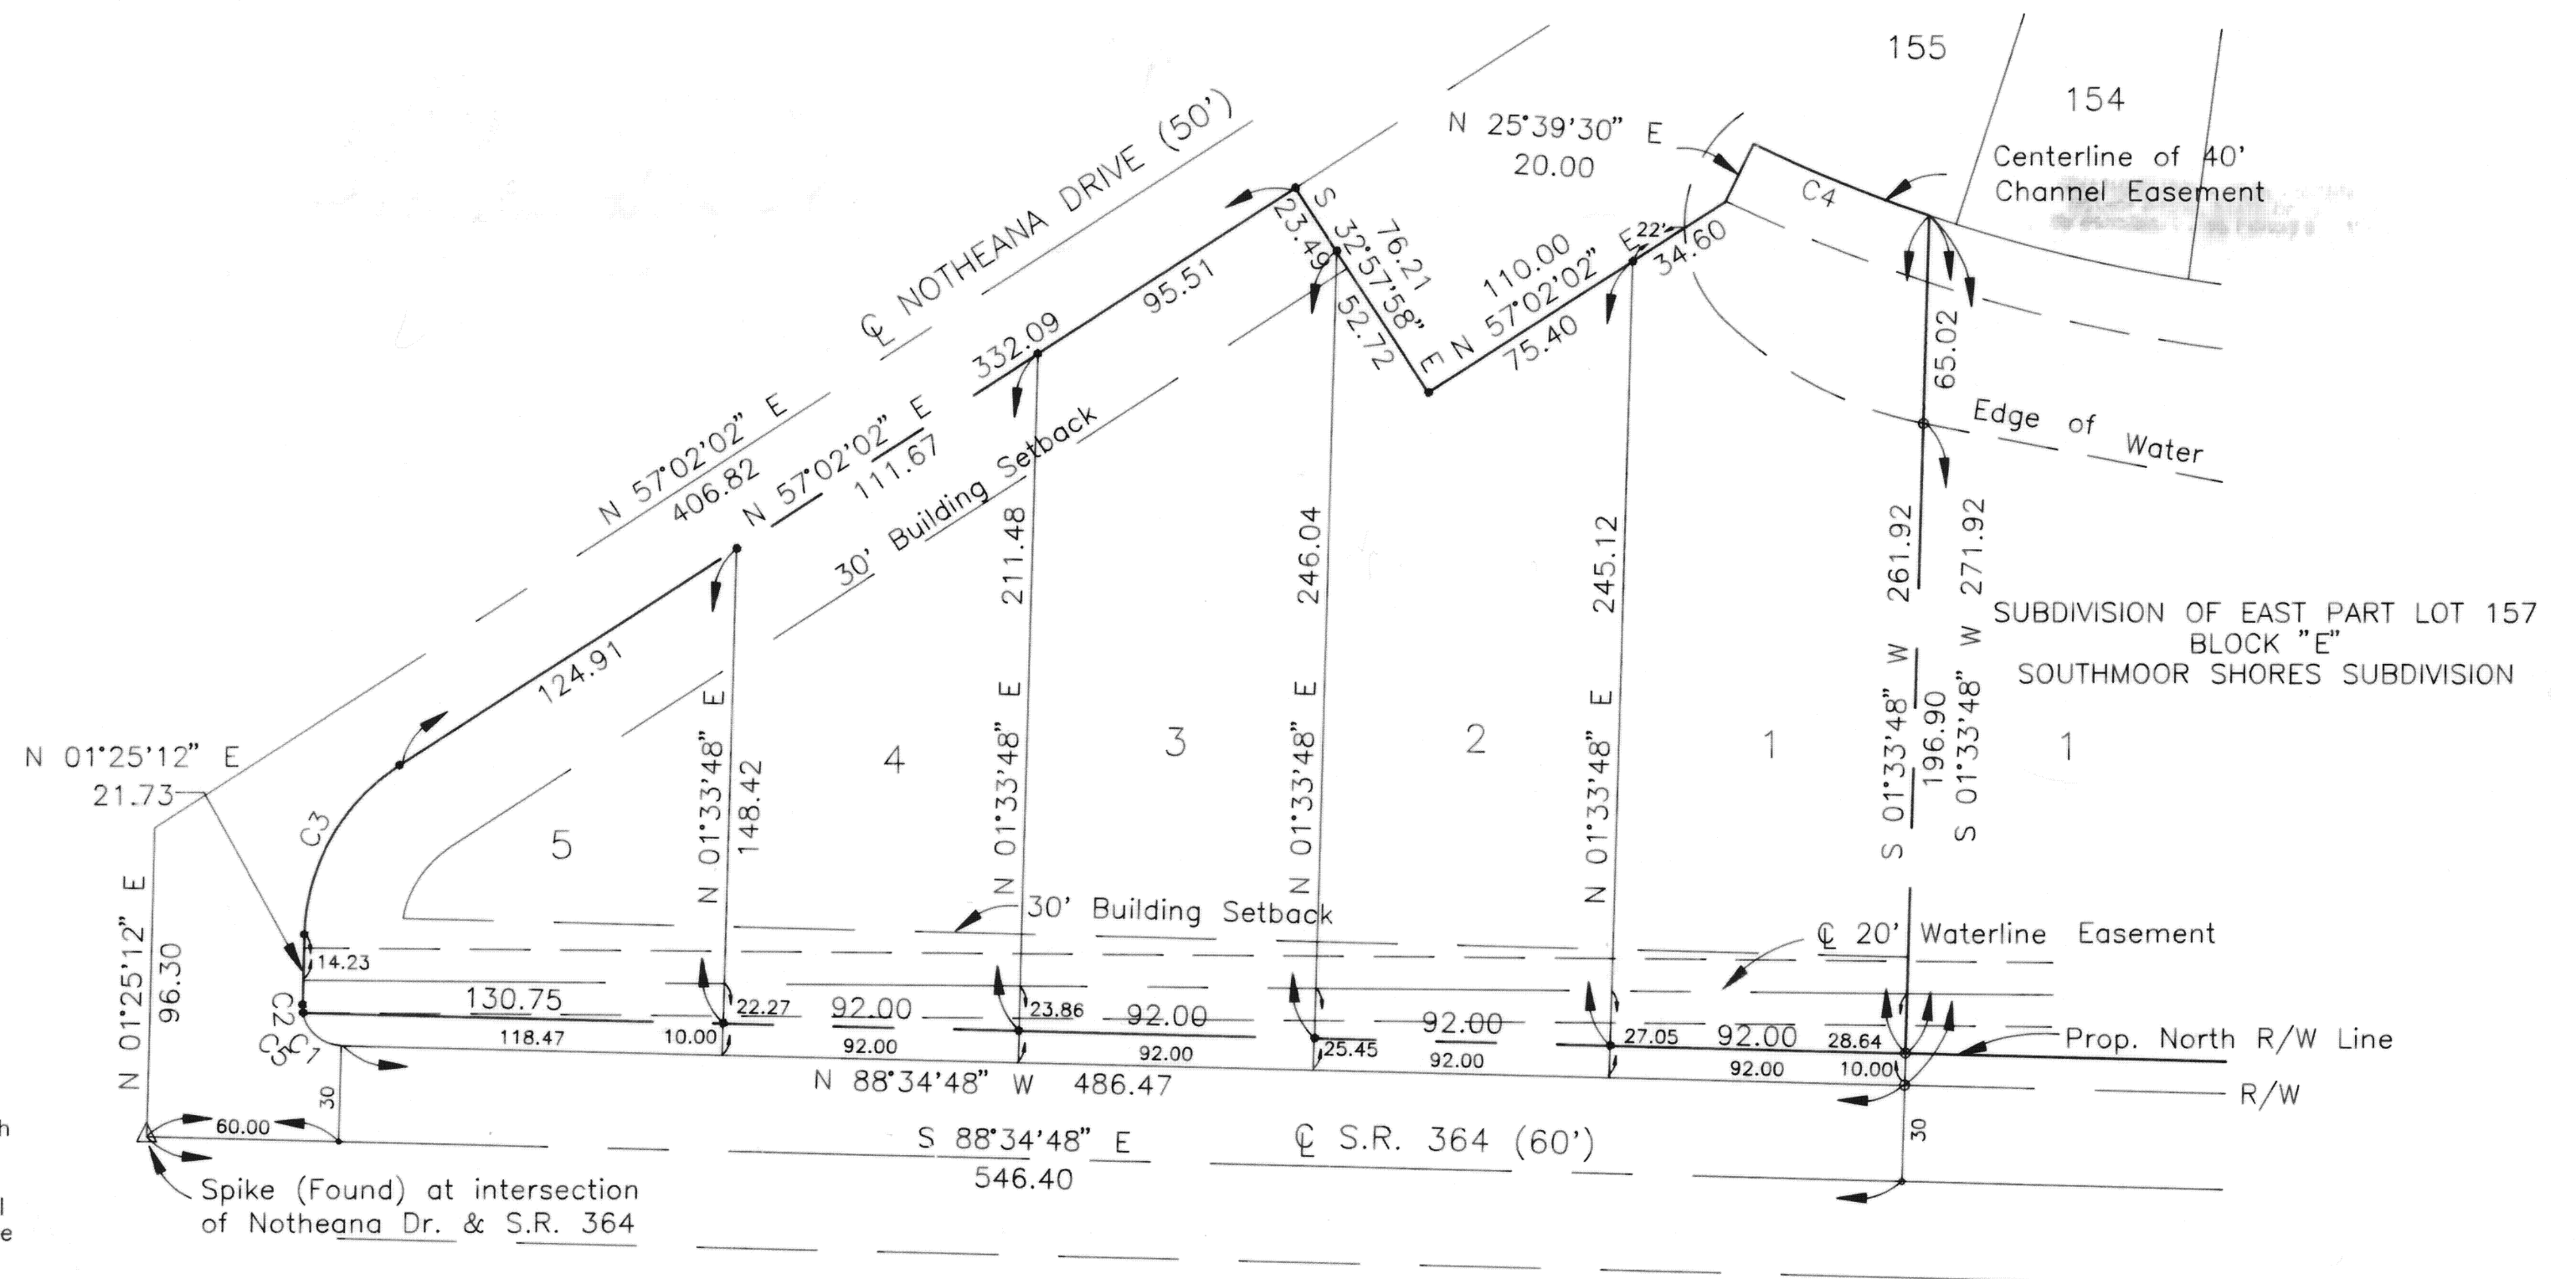 155
154
N 25°39'30" E
20.00
Centerline of 40'
Channel Easement
C4
℄ NOTHEANA DRIVE (50')
S 32°57'58" E
76.21
23.49
52.72
22'
34.60
110.00
N 57°02'02" E
75.40
95.51
332.09
65.02
N 57°02'02" E
406.82
N 57°02'02" E
111.67
30' Building Setback
Edge of
Water
211.48
246.04
245.12
261.92
271.92
SUBDIVISION OF EAST PART LOT 157
BLOCK "E"
SOUTHMOOR SHORES SUBDIVISION
124.91
N 01°33'48" E
148.42
N 01°33'48" E
N 01°33'48" E
N 01°33'48" E
S 01°33'48" W
196.90
S 01°33'48" W
N 01°25'12" E
21.73
C3
5
4
3
2
1
1
30' Building Setback
℄ 20' Waterline Easement
N 01°25'12" E
96.30
14.23
130.75
22.27
92.00
23.86
92.00
92.00
27.05
92.00
28.64
25.45
Prop. North R/W Line
C2
C1
C5
118.47
10.00
92.00
92.00
92.00
92.00
10.00
N 88°34'48" W 486.47
R/W
30
30
60.00
S 88°34'48" E
546.40
℄ S.R. 364 (60')
Spike (Found) at intersection
of Notheana Dr. & S.R. 364
h
l
e